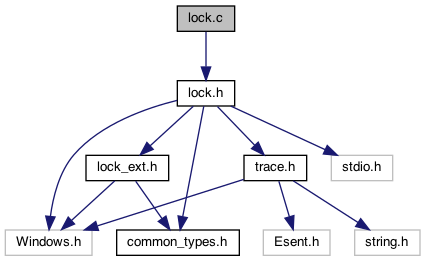 lock.c
lock.h
lock_ext.h
trace.h
stdio.h
Windows.h
common_types.h
Esent.h
string.h